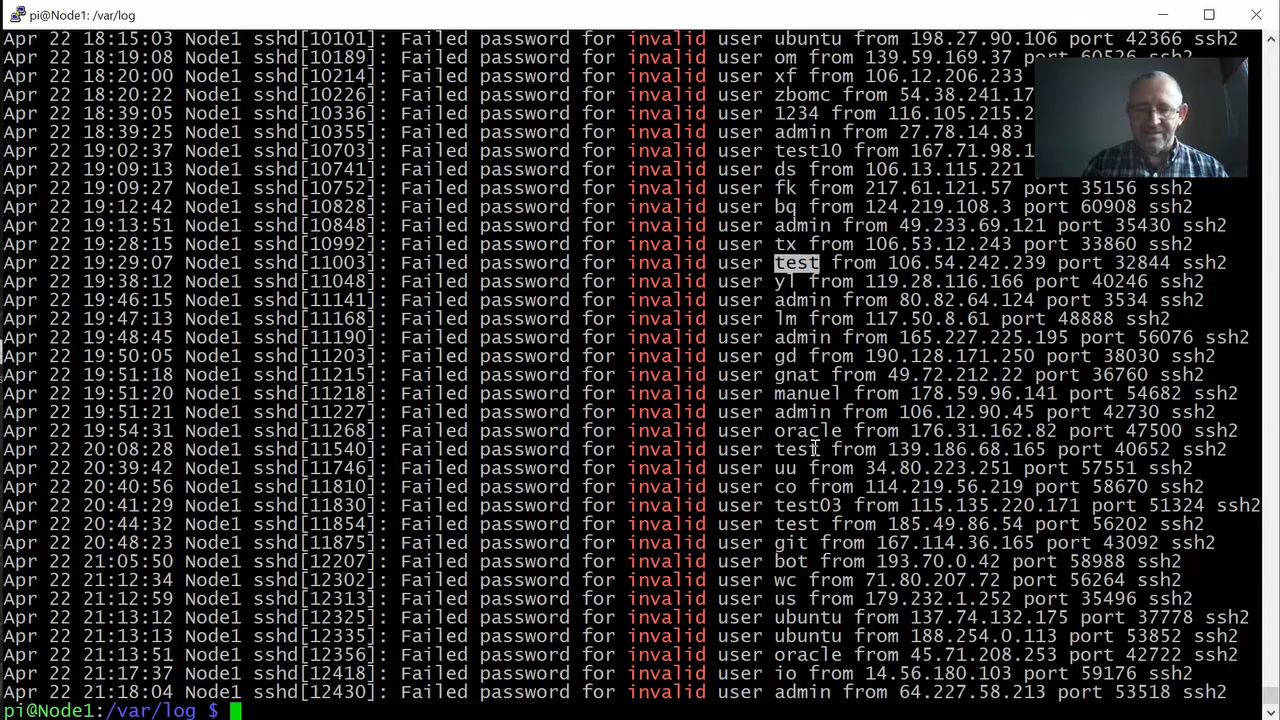 pi@Node1: /var/log
Apr 22 18:15:03 Node1 sshd[10101]: Failed password for invalid user ubuntu from 198.27.90.106 port 42366 ssh2
Apr 22 18:19:08 Node1 sshd[10189]: Failed password for invalid user om from 139.59.169.37 port 60526 ssh2
Apr 22 18:20:00 Node1 sshd[10214]: Failed password for invalid user xf from 106.12.206.233
Apr 22 18:20:22 Node1 sshd[10226]: Failed password for invalid user zbomc from 54.38.241.17
Apr 22 18:39:05 Node1 sshd[10336]: Failed password for invalid user 1234 from 116.105.215.2
Apr 22 18:39:25 Node1 sshd[10355]: Failed password for invalid user admin from 27.78.14.83
Apr 22 19:02:37 Node1 sshd[10703]: Failed password for invalid user test10 from 167.71.98.1
Apr 22 19:09:13 Node1 sshd[10741]: Failed password for invalid user ds from 106.13.115.221
Apr 22 19:09:27 Node1 sshd[10752]: Failed password for invalid user fk from 217.61.121.57 port 35156 ssh2
Apr 22 19:12:42 Node1 sshd[10828]: Failed password for invalid user bq from 124.219.108.3 port 60908 ssh2
Apr 22 19:13:51 Node1 sshd[10848]: Failed password for invalid user admin from 49.233.69.121 port 35430 ssh2
Apr 22 19:28:15 Node1 sshd[10992]: Failed password for invalid user tx from 106.53.12.243 port 33860 ssh2
Apr 22 19:29:07 Node1 sshd[11003]: Failed password for invalid user test from 106.54.242.239 port 32844 ssh2
Apr 22 19:38:12 Node1 sshd[11048]: Failed password for invalid user yl from 119.28.116.166 port 40246 ssh2
Apr 22 19:46:15 Node1 sshd[11141]: Failed password for invalid user admin from 80.82.64.124 port 3534 ssh2
Apr 22 19:47:13 Node1 sshd[11168]: Failed password for invalid user lm from 117.50.8.61 port 48888 ssh2
Apr 22 19:48:45 Node1 sshd[11190]: Failed password for invalid user admin from 165.227.225.195 port 56076 ssh2
Apr 22 19:50:05 Node1 sshd[11203]: Failed password for invalid user gd from 190.128.171.250 port 38030 ssh2
Apr 22 19:51:18 Node1 sshd[11215]: Failed password for invalid user gnat from 49.72.212.22 port 36760 ssh2
Apr 22 19:51:20 Node1 sshd[11218]: Failed password for invalid user manuel from 178.59.96.141 port 54682 ssh2
Apr 22 19:51:21 Node1 sshd[11227]: Failed password for invalid user admin from 106.12.90.45 port 42730 ssh2
Apr 22 19:54:31 Node1 sshd[11268]: Failed password for invalid user oracle from 176.31.162.82 port 47500 ssh2
Apr 22 20:08:28 Node1 sshd[11540]: Failed password for invalid user test from 139.186.68.165 port 40652 ssh2
Apr 22 20:39:42 Node1 sshd[11746]: Failed password for invalid user uu from 34.80.223.251 port 57551 ssh2
Apr 22 20:40:56 Node1 sshd[11810]: Failed password for invalid user co from 114.219.56.219 port 58670 ssh2
Apr 22 20:41:29 Node1 sshd[11830]: Failed password for invalid user test03 from 115.135.220.171 port 51324 ssh2
Apr 22 20:44:32 Node1 sshd[11854]: Failed password for invalid user test from 185.49.86.54 port 56202 ssh2
Apr 22 20:48:23 Node1 sshd[11875]: Failed password for invalid user git from 167.114.36.165 port 43092 ssh2
Apr 22 21:05:50 Node1 sshd[12207]: Failed password for invalid user bot from 193.70.0.42 port 58988 ssh2
Apr 22 21:12:34 Node1 sshd[12302]: Failed password for invalid user wc from 71.80.207.72 port 56264 ssh2
Apr 22 21:12:59 Node1 sshd[12313]: Failed password for invalid user us from 179.232.1.252 port 35496 ssh2
Apr 22 21:13:12 Node1 sshd[12325]: Failed password for invalid user ubuntu from 137.74.132.175 port 37778 ssh2
Apr 22 21:13:13 Node1 sshd[12335]: Failed password for invalid user ubuntu from 188.254.0.113 port 53852 ssh2
Apr 22 21:13:51 Node1 sshd[12356]: Failed password for invalid user oracle from 45.71.208.253 port 42722 ssh2
Apr 22 21:17:37 Node1 sshd[12418]: Failed password for invalid user io from 14.56.180.103 port 59176 ssh2
Apr 22 21:18:04 Node1 sshd[12430]: Failed password for invalid user admin from 64.227.58.213 port 53518 ssh2
pi@Node1:/var/log $